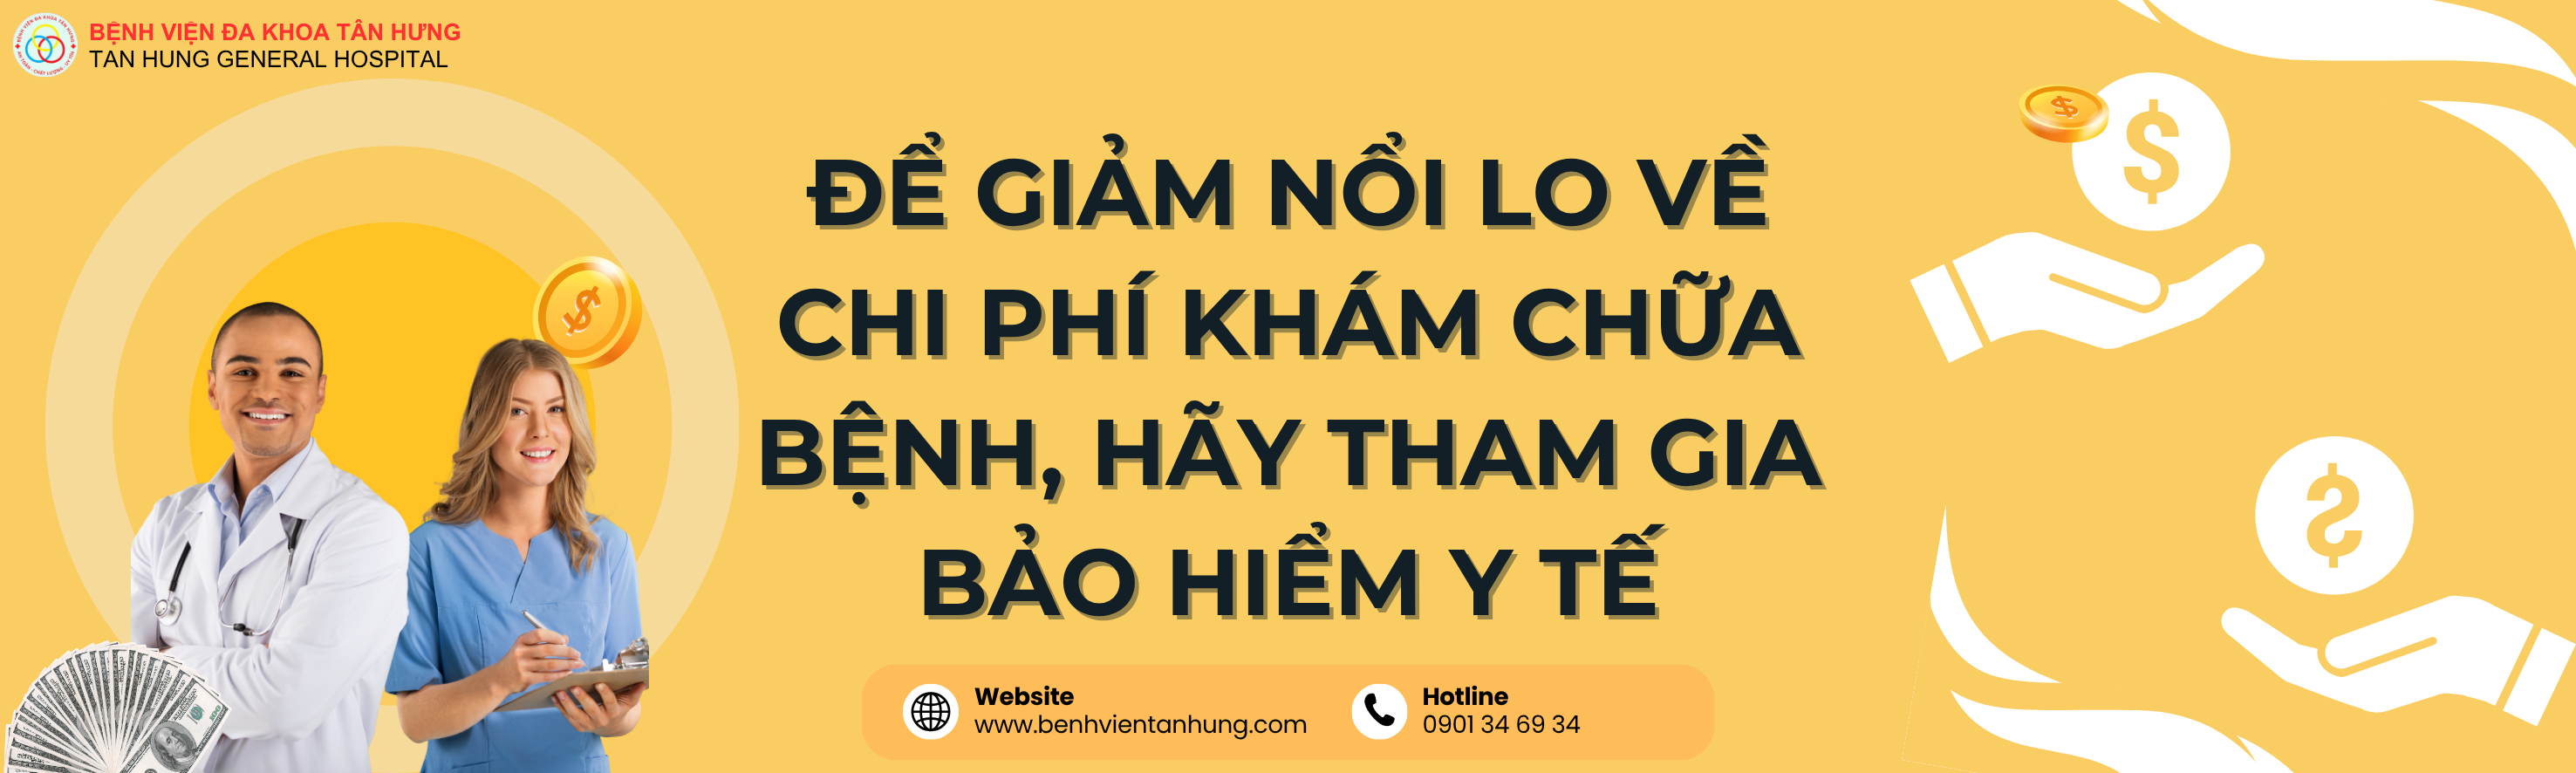 BỆNH VIỆN ĐA KHOA TÂN HƯNG
TAN HUNG GENERAL HOSPITAL
ĐỂ GIẢM NỔI LO VỀ
CHI PHÍ KHÁM CHỮA
BỆNH, HÃY THAM GIA
BẢO HIỂM Y TẾ
Website
www.benhvientanhung.com
Hotline
0901 34 69 34